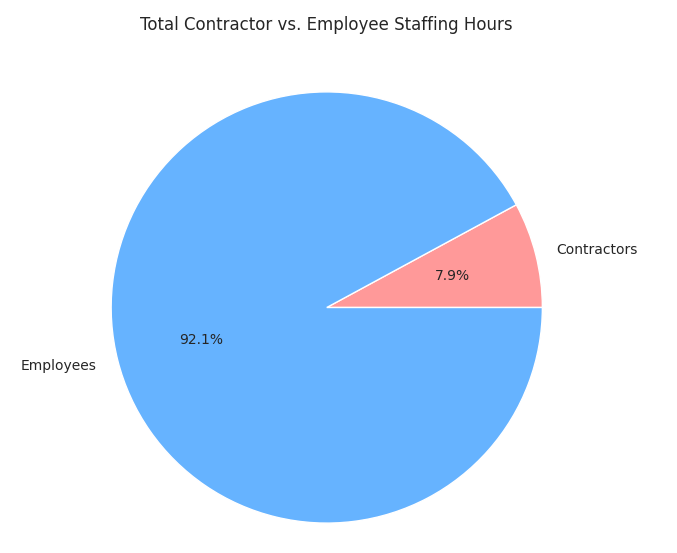 Total Contractor vs. Employee Staffing Hours
Contractors
7.9%
92.1%
Employees